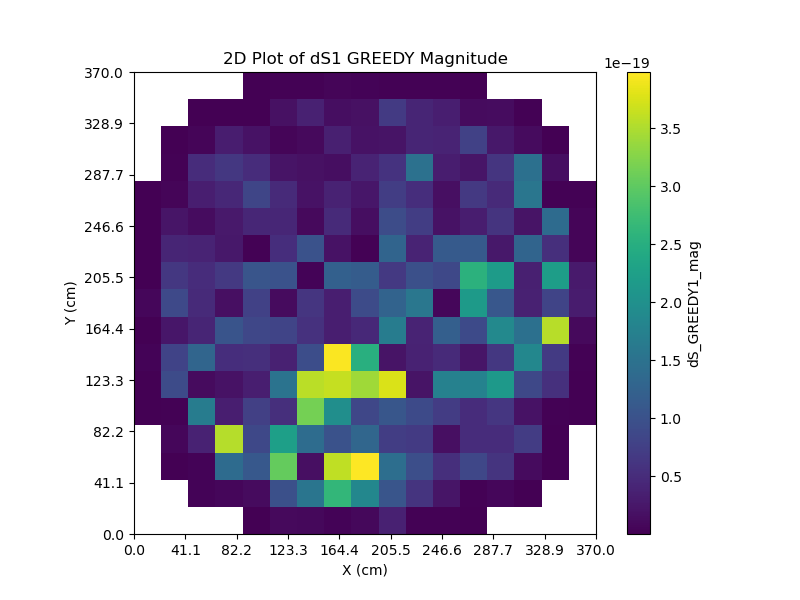 2D Plot of dS1 GREEDY Magnitude
1e−19
370.0
328.9
287.7
246.6
205.5
164.4
123.3
82.2
41.1
0.0
Y (cm)
0.0 41.1 82.2 123.3 164.4 205.5 246.6 287.7 328.9 370.0
X (cm)
3.5
3.0
2.5
2.0
1.5
1.0
0.5
dS_GREEDY1_mag